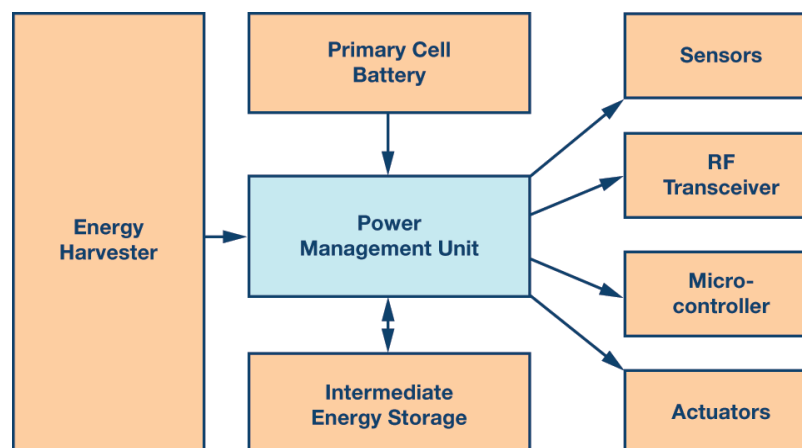 Primary Cell
Battery
Sensors
RF
Transceiver
Energy
Harvester
Power
Management Unit
Micro-
controller
Intermediate
Energy Storage
Actuators